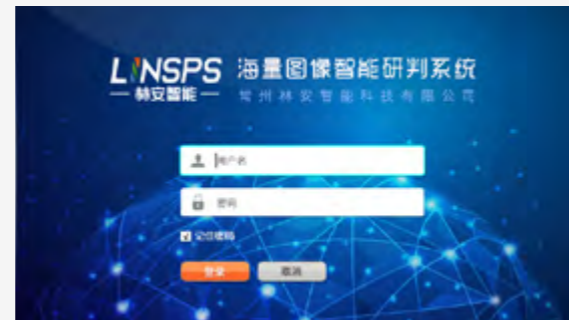 LINSPS 海量图像智能研判系统
林安智能 常州林安智能科技有限公司
用户名
密码
记住密码
登录 取消